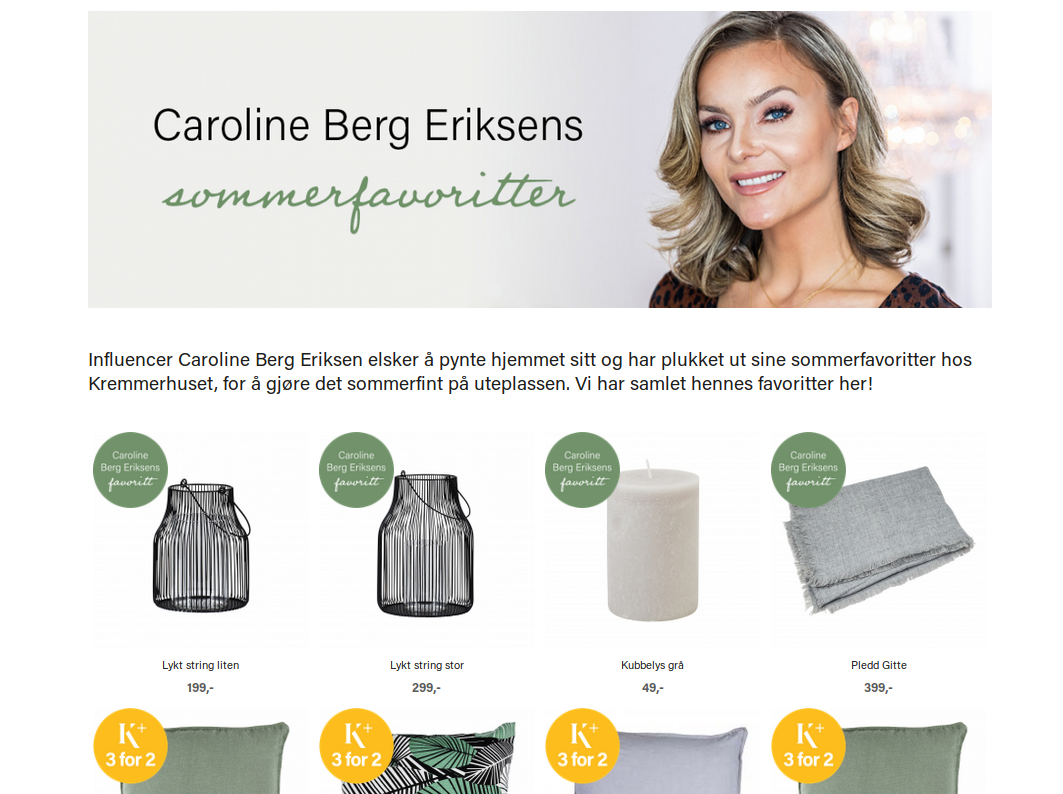 Caroline Berg Eriksens
sommerfavoritter
Influencer Caroline Berg Eriksen elsker å pynte hjemmet sitt og har plukket ut sine sommerfavoritter hos
Kremmerhuset, for å gjøre det sommerfint på uteplassen. Vi har samlet hennes favoritter her!
Caroline
Berg Eriksens
favoritt
Caroline
Berg Eriksens
favoritt
Caroline
Berg Eriksens
favoritt
Caroline
Berg Eriksens
favoritt
Lykt string liten
199,-
Lykt string stor
299,-
Kubbelys grå
49,-
Pledd Gitte
399,-
K+
3 for 2
K+
3 for 2
K+
3 for 2
K+
3 for 2